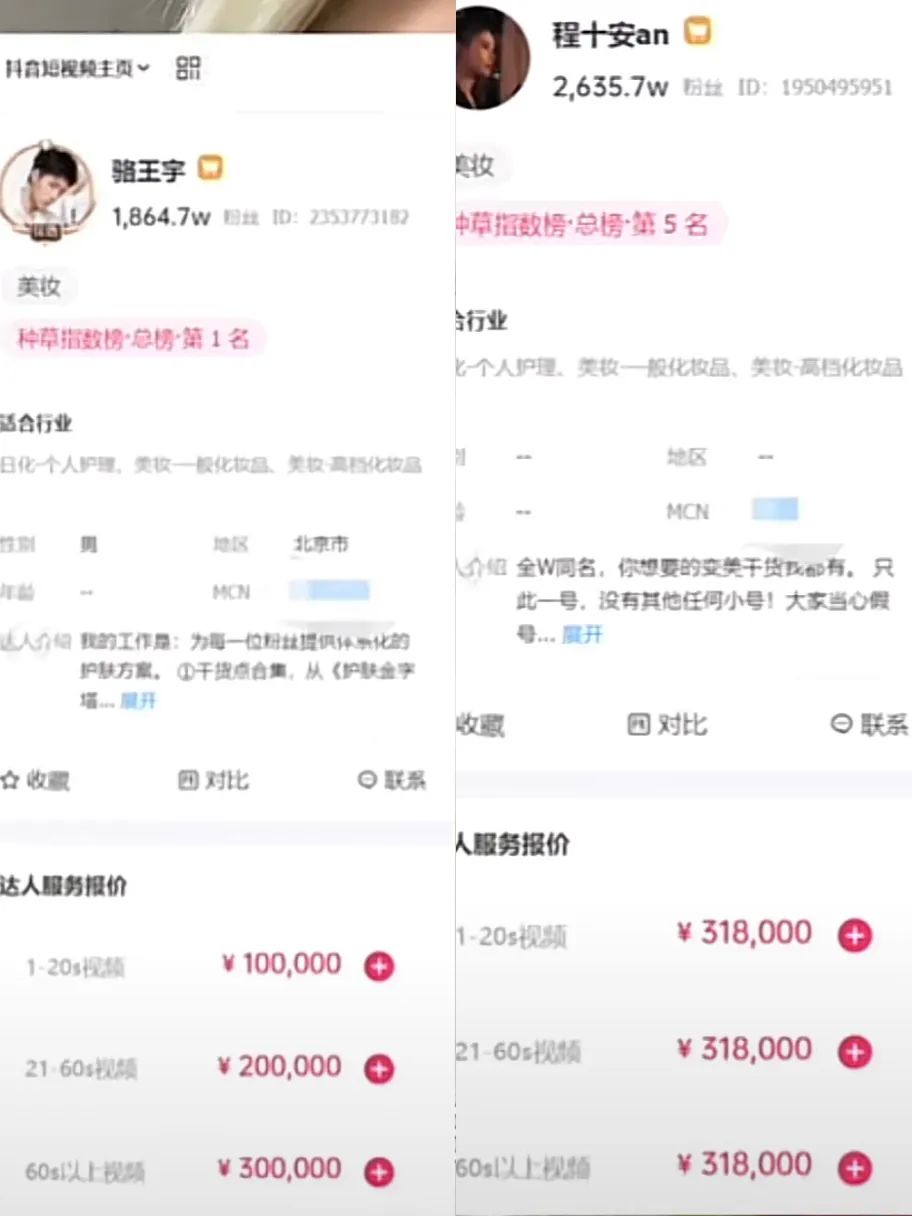 抖音短视频主页
骆王宇
1,864.7w 粉丝 ID: 2353773182
美妆
种草指数榜·总榜·第 1 名
适合行业
日化-个人护理、美妆-一般化妆品、美妆-高档化妆品
性别 男 地区 北京市
年龄 -- MCN
达人介绍 我的工作是：为每一位粉丝提供体系化的
护肤方案。 ①干货点合集，从《护肤金字
塔... 展开
收藏 对比 联系
达人服务报价
1-20s视频 ¥ 100,000
21-60s视频 ¥ 200,000
60s以上视频 ¥ 300,000
程十安an
2,635.7w 粉丝 ID: 1950495951
美妆
种草指数榜·总榜·第 5 名
合行业
化-个人护理、美妆-一般化妆品、美妆-高档化妆品
别 -- 地区 --
龄 -- MCN
人介绍 全W同名，你想要的变美干货我都有。 只
此一号，没有其他任何小号！大家当心假
号... 展开
收藏 对比 联系
人服务报价
1-20s视频 ¥ 318,000
21-60s视频 ¥ 318,000
60s以上视频 ¥ 318,000